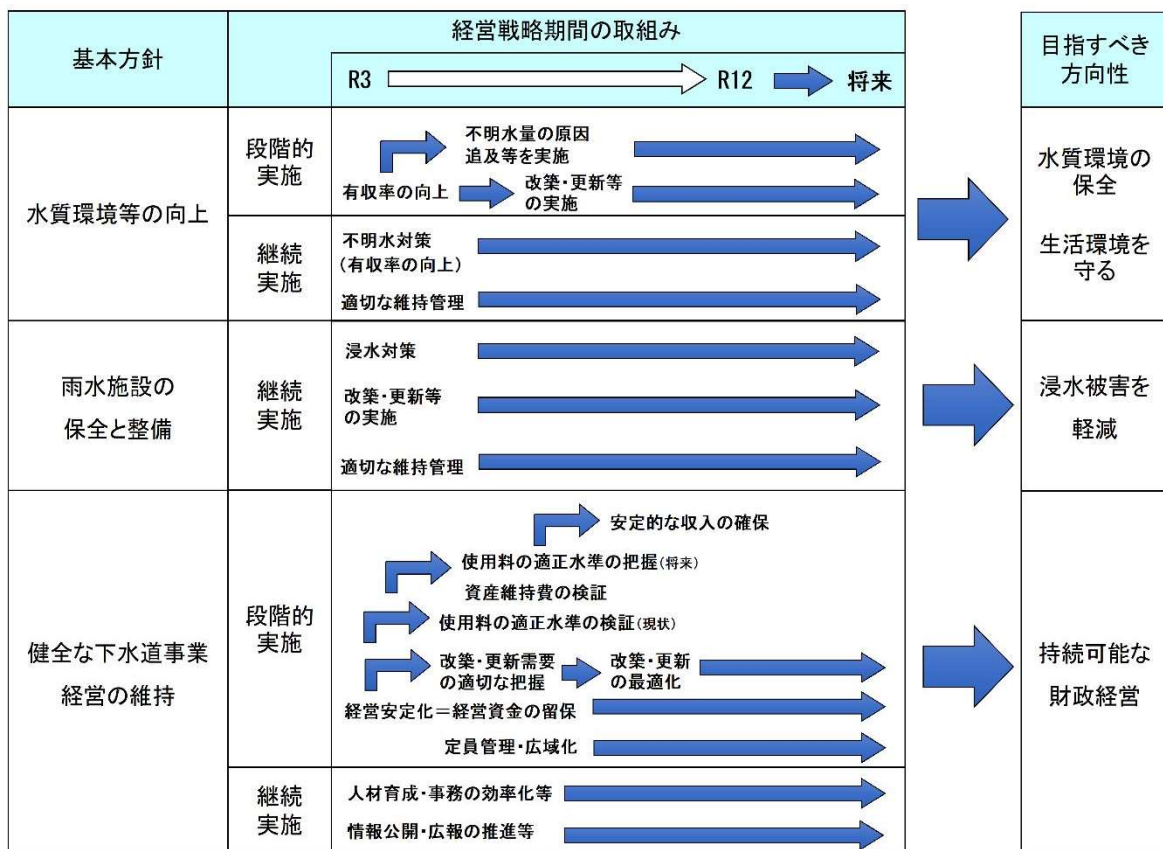 基本方針
経営戦略期間の取組み
目指すべき
方向性
R3
R12
将来
水質環境等の向上
段階的
実施
不明水量の原因
追及等を実施
有収率の向上
改築・更新等
の実施
継続
実施
不明水対策
(有収率の向上)
適切な維持管理
水質環境の
保全
生活環境を
守る
雨水施設の
保全と整備
継続
実施
浸水対策
改築・更新等
の実施
適切な維持管理
浸水被害を
軽減
健全な下水道事業
経営の維持
段階的
実施
安定的な収入の確保
使用料の適正水準の把握(将来)
資産維持費の検証
使用料の適正水準の検証(現状)
改築・更新需要
の適切な把握
改築・更新
の最適化
経営安定化=経営資金の留保
定員管理・広域化
継続
実施
人材育成・事務の効率化等
情報公開・広報の推進等
持続可能な
財政経営